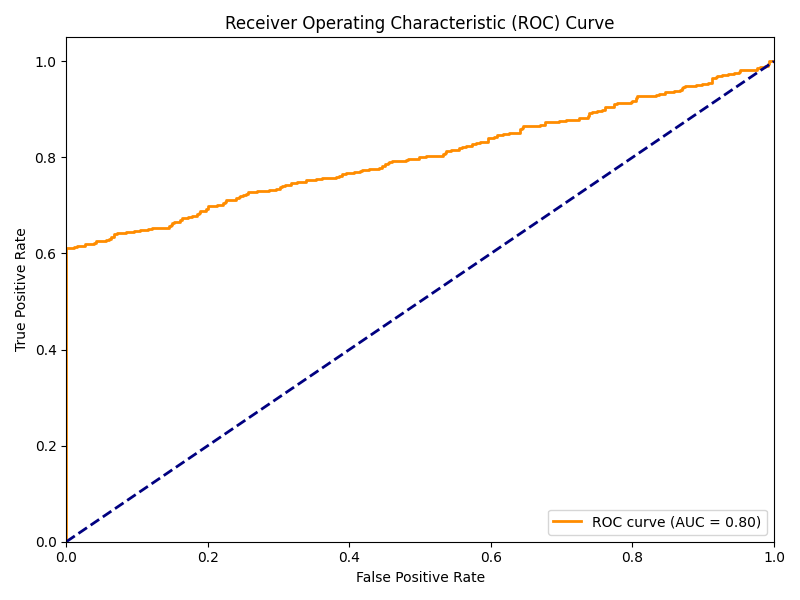 Receiver Operating Characteristic (ROC) Curve
1.0
0.8
0.6
0.4
0.2
0.0
True Positive Rate
0.0 0.2 0.4 0.6 0.8 1.0
False Positive Rate
ROC curve (AUC = 0.80)